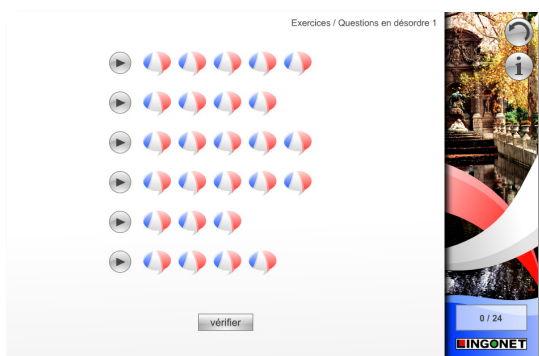 Exercices / Questions en désordre 1
i
vérifier
0 / 24
LINGONET